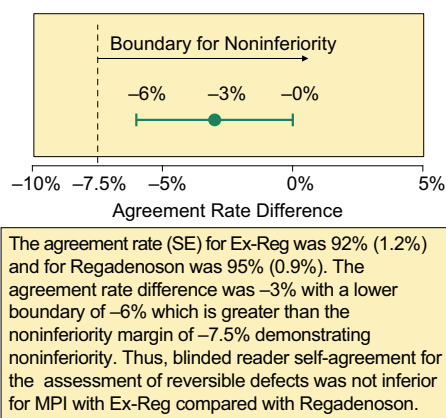 Boundary for Noninferiority
–6% –3% –0%
–10% –7.5% –5% 0% 5%
Agreement Rate Difference
The agreement rate (SE) for Ex-Reg was 92% (1.2%)
and for Regadenoson was 95% (0.9%). The
agreement rate difference was –3% with a lower
boundary of –6% which is greater than the
noninferiority margin of –7.5% demonstrating
noninferiority. Thus, blinded reader self-agreement for
the assessment of reversible defects was not inferior
for MPI with Ex-Reg compared with Regadenoson.